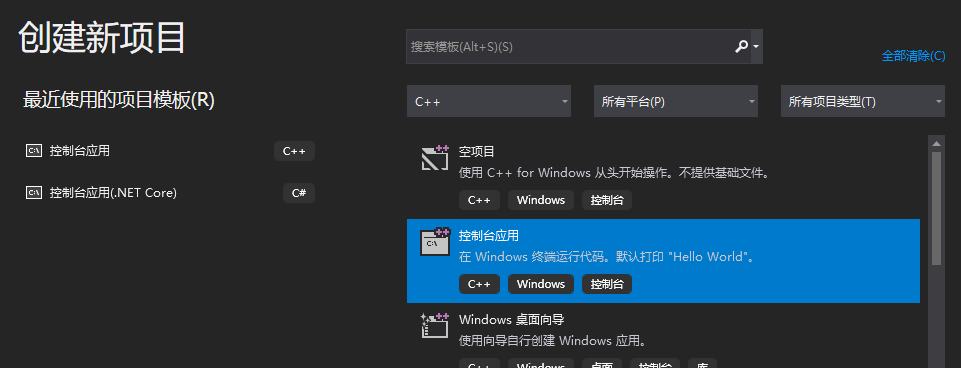 创建新项目
搜索模板(Alt+S)(S)
全部清除(C)
最近使用的项目模板(R)
C++
所有平台(P)
所有项目类型(T)
控制台应用
C++
控制台应用(.NET Core)
C#
空项目
使用 C++ for Windows 从头开始操作。不提供基础文件。
C++ Windows 控制台
控制台应用
在 Windows 终端运行代码。默认打印 "Hello World"。
C++ Windows 控制台
Windows 桌面向导
使用向导自行创建 Windows 应用。
C++ Windows 桌面 控制台 库